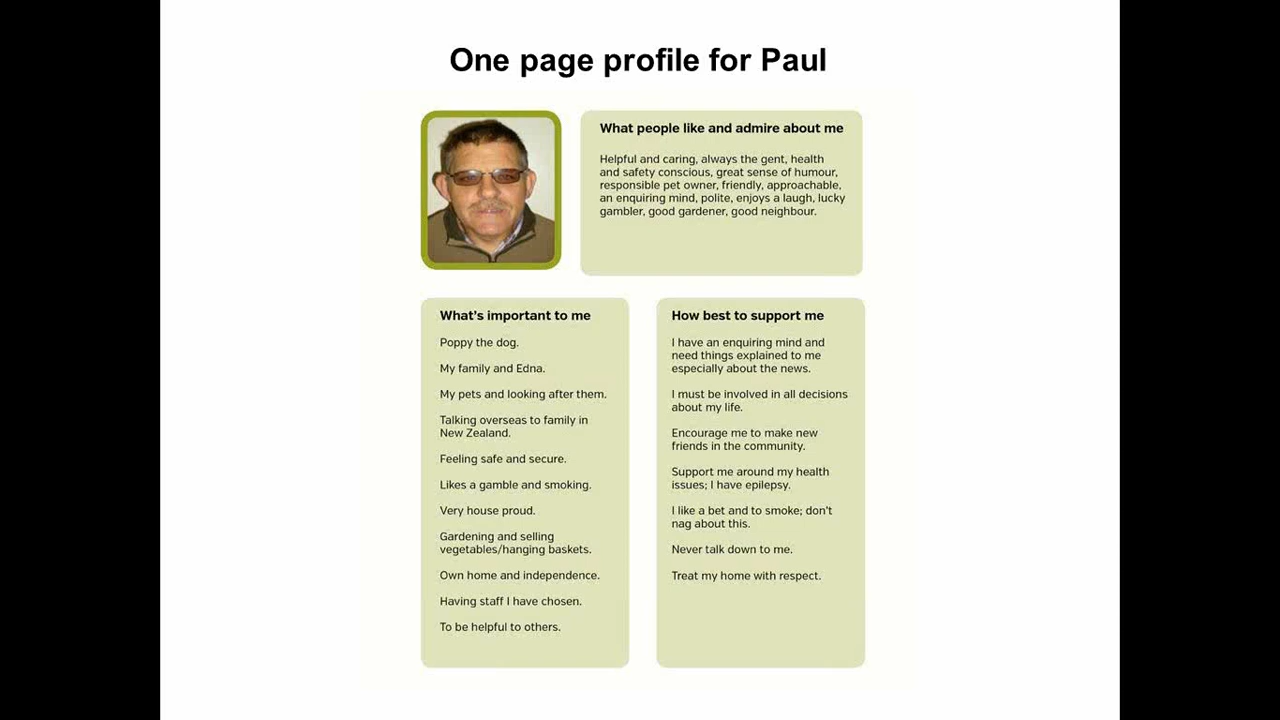 One page profile for Paul
What people like and admire about me
Helpful and caring, always the gent, health
and safety conscious, great sense of humour,
responsible pet owner, friendly, approachable,
an enquiring mind, polite, enjoys a laugh, lucky
gambler, good gardener, good neighbour.
What's important to me
Poppy the dog.
My family and Edna.
My pets and looking after them.
Talking overseas to family in
New Zealand.
Feeling safe and secure.
Likes a gamble and smoking.
Very house proud.
Gardening and selling
vegetables/hanging baskets.
Own home and independence.
Having staff I have chosen.
To be helpful to others.
How best to support me
I have an enquiring mind and
need things explained to me
especially about the news.
I must be involved in all decisions
about my life.
Encourage me to make new
friends in the community.
Support me around my health
issues; I have epilepsy.
I like a bet and to smoke; don't
nag about this.
Never talk down to me.
Treat my home with respect.